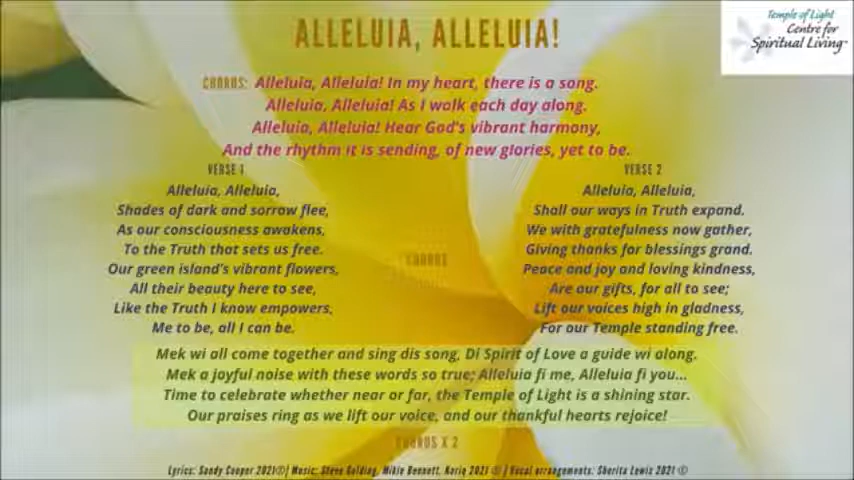 ALLELUIA, ALLELUIA!
Temple of Light
Centre for
Spiritual Living
CHORUS: Alleluia, Alleluia! In my heart, there is a song.
Alleluia, Alleluia! As I walk each day along.
Alleluia, Alleluia! Hear God's vibrant harmony,
And the rhythm it is sending, of new glories, yet to be.
VERSE 1
Alleluia, Alleluia,
Shades of dark and sorrow flee,
As our consciousness awakens,
To the Truth that sets us free.
Our green island's vibrant flowers,
All their beauty here to see,
Like the Truth I know empowers,
Me to be, all I can be.
CHORUS
VERSE 2
Alleluia, Alleluia,
Shall our ways in Truth expand.
We with gratefulness now gather,
Giving thanks for blessings grand.
Peace and joy and loving kindness,
Are our gifts, for all to see;
Lift our voices high in gladness,
For our Temple standing free.
Mek wi all come together and sing dis song, Di Spirit of Love a guide wi along.
Mek a joyful noise with these words so true; Alleluia fi me, Alleluia fi you...
Time to celebrate whether near or far, the Temple of Light is a shining star.
Our praises ring as we lift our voice, and our thankful hearts rejoice!
CHORUS X 2
Lyrics: Sandy Cooper 2021©| Music: Steve Golding, Mikie Bennett, Kariq 2021 © | Vocal arrangements: Sherita Lewis 2021 ©